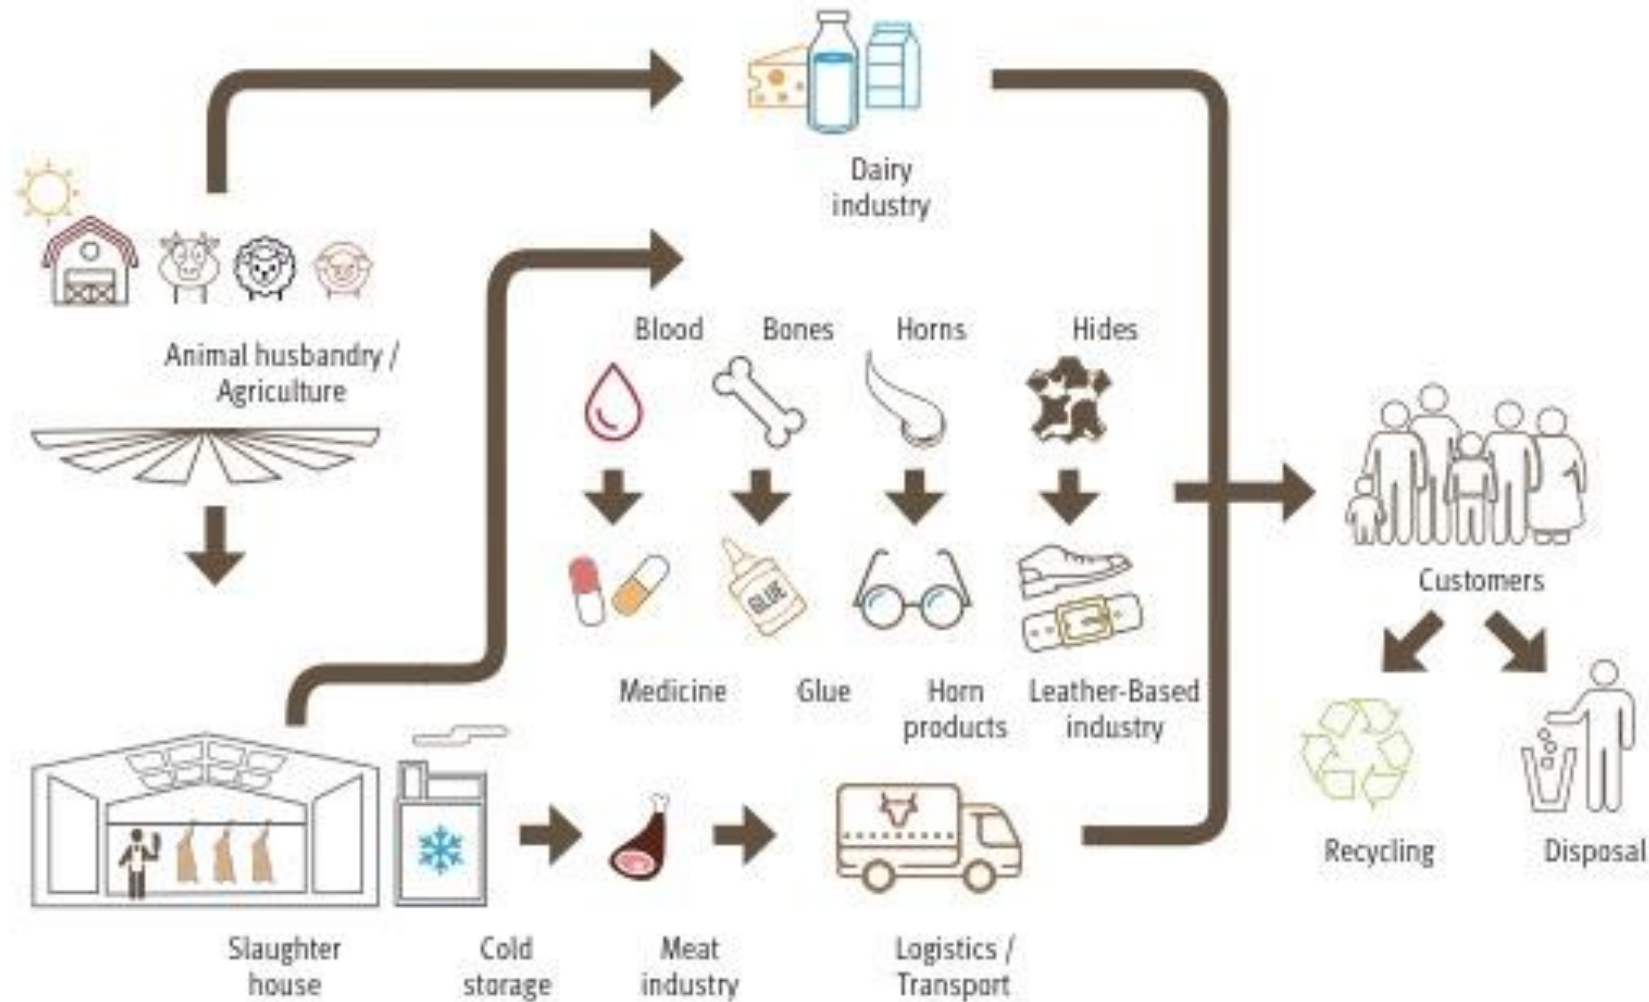 Dairy
industry
Animal husbandry /
Agriculture
Blood
Bones
Horns
Hides
GLUE
Medicine
Glue
Horn
products
Leather-Based
industry
Customers
Recycling
Disposal
Slaughter
house
Cold
storage
Meat
industry
Logistics /
Transport